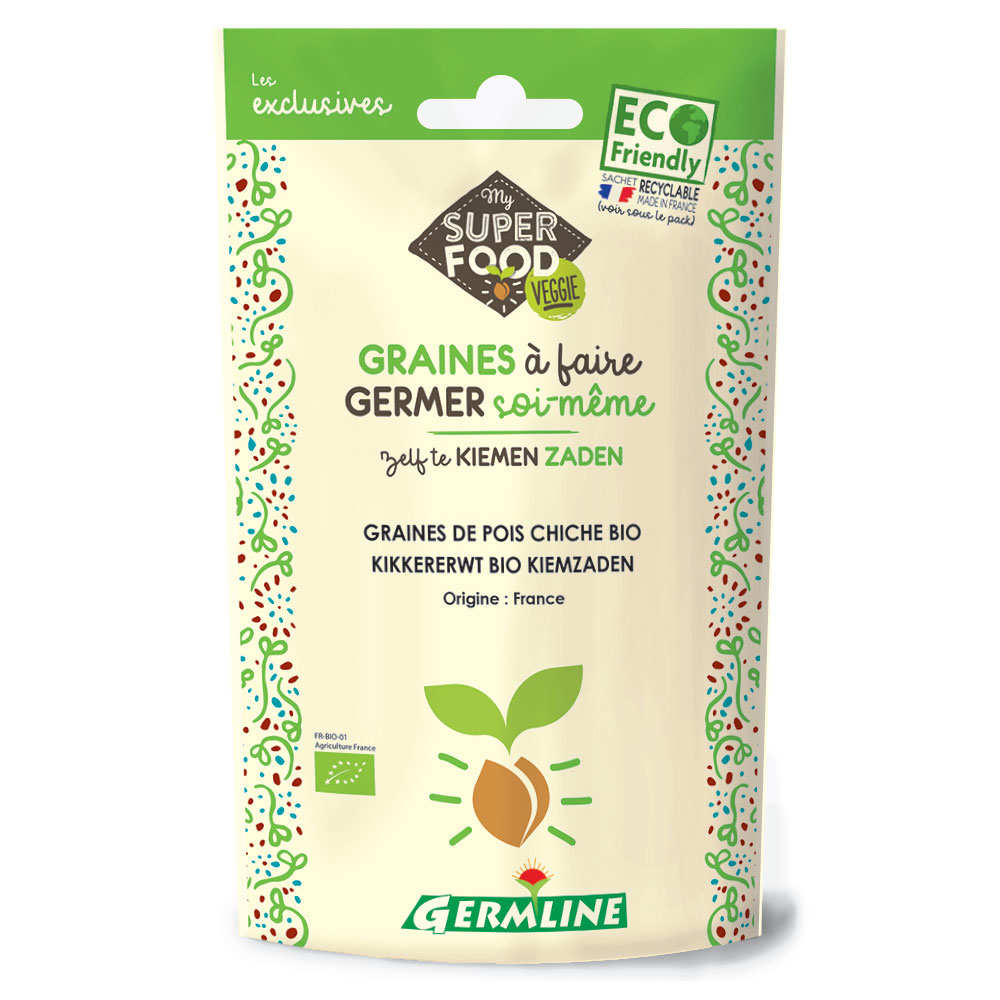 Les
exclusives
ECO
Friendly
SACHET RECYCLABLE
MADE IN FRANCE
(voir sous le pack)
My
SUPER
FOOD
VEGGIE
GRAINES à faire
GERMER soi-même
Zelf te KIEMEN ZADEN
GRAINES DE POIS CHICHE BIO
KIKKERERWT BIO KIEMZADEN
Origine : France
FR-BIO-01
Agriculture France
GERMLINE